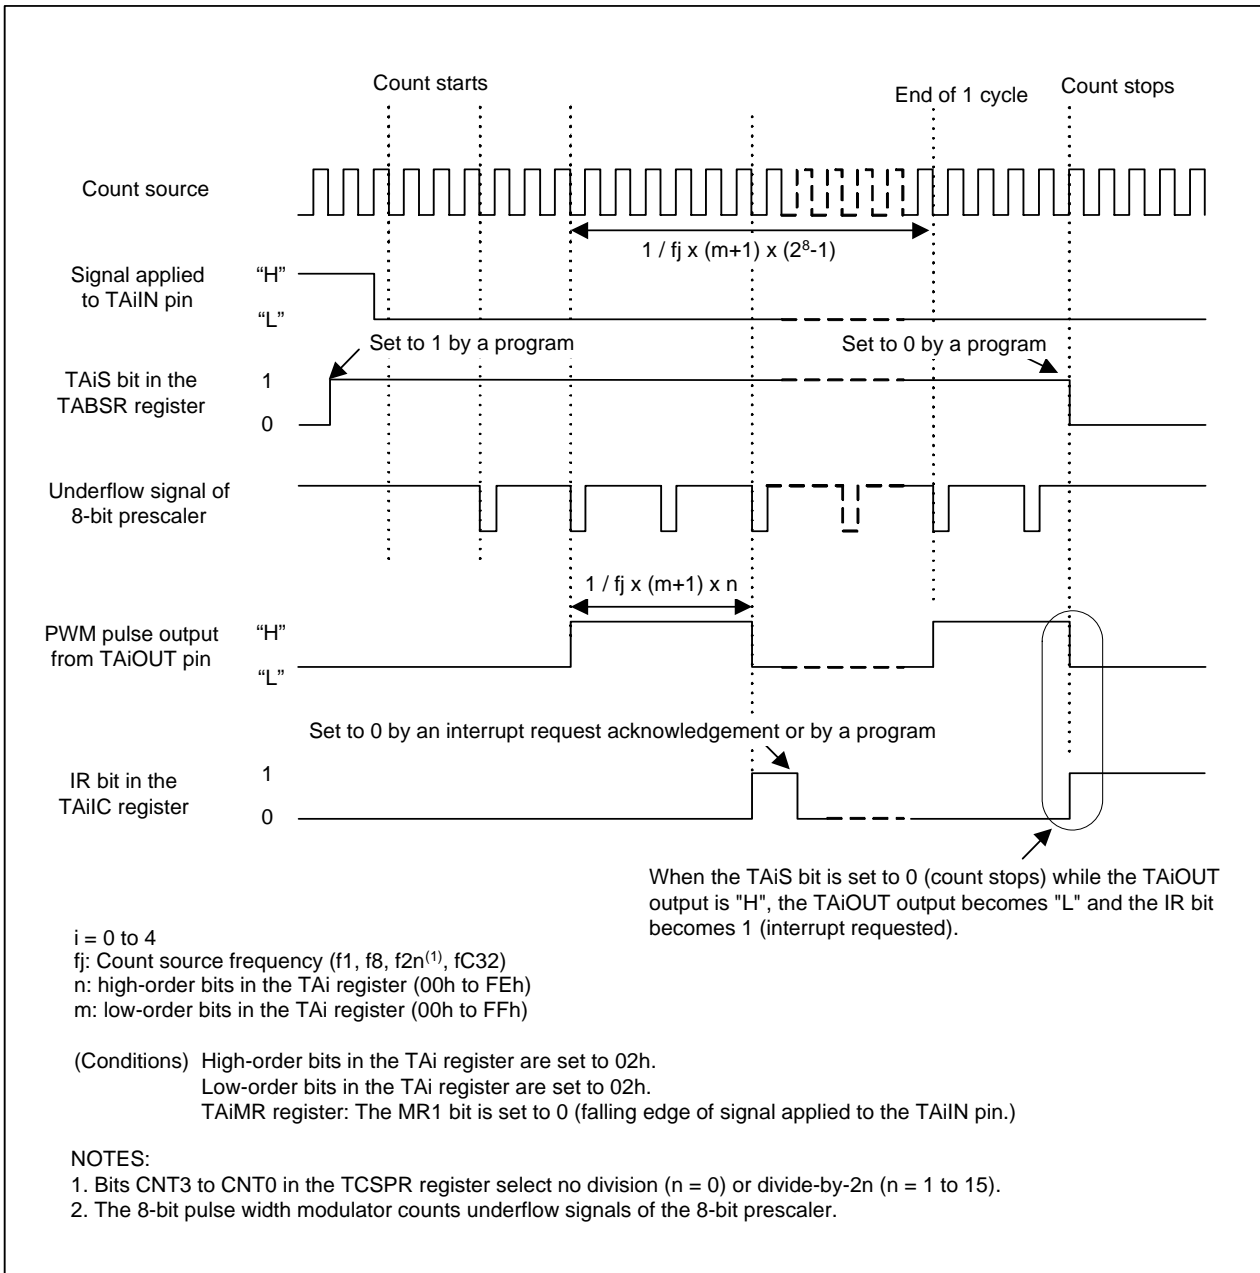 Count starts
End of 1 cycle
Count stops
Count source
1 / fj x (m+1) x (2⁸-1)
Signal applied
to TAiIN pin
“H”
“L”
Set to 1 by a program
Set to 0 by a program
TAiS bit in the
TABSR register
1
0
Underflow signal of
8-bit prescaler
1 / fj x (m+1) x n
PWM pulse output
from TAiOUT pin
“H”
“L”
Set to 0 by an interrupt request acknowledgement or by a program
IR bit in the
TAiIC register
1
0
When the TAiS bit is set to 0 (count stops) while the TAiOUT
output is "H", the TAiOUT output becomes "L" and the IR bit
becomes 1 (interrupt requested).
i = 0 to 4
fj: Count source frequency (f1, f8, f2n⁽¹⁾, fC32)
n: high-order bits in the TAi register (00h to FEh)
m: low-order bits in the TAi register (00h to FFh)
(Conditions) High-order bits in the TAi register are set to 02h.
Low-order bits in the TAi register are set to 02h.
TAiMR register: The MR1 bit is set to 0 (falling edge of signal applied to the TAiIN pin.)
NOTES:
1. Bits CNT3 to CNT0 in the TCSPR register select no division (n = 0) or divide-by-2n (n = 1 to 15).
2. The 8-bit pulse width modulator counts underflow signals of the 8-bit prescaler.